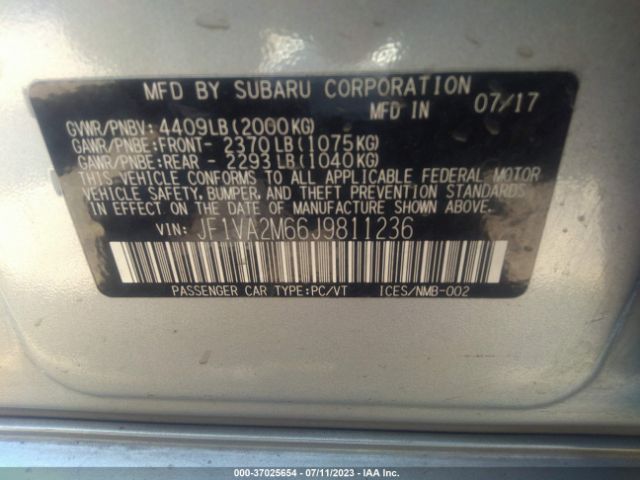 MFD BY SUBARU CORPORATION
MFD IN 07/17
GVWR/PNBV: 4409LB(2000KG)
GAWR/PNBE:FRONT- 2370LB(1075KG)
GAWR/PNBE:REAR - 2293LB(1040KG)
THIS VEHICLE CONFORMS TO ALL APPLICABLE FEDERAL MOTOR
VEHICLE SAFETY, BUMPER, AND THEFT PREVENTION STANDARDS
IN EFFECT ON THE DATE OF MANUFACTURE SHOWN ABOVE.
VIN: JF1VA2M66J9811236
PASSENGER CAR TYPE:PC/VT ICES/NMB-002
000-37025654 - 07/11/2023 - © IAA Inc.